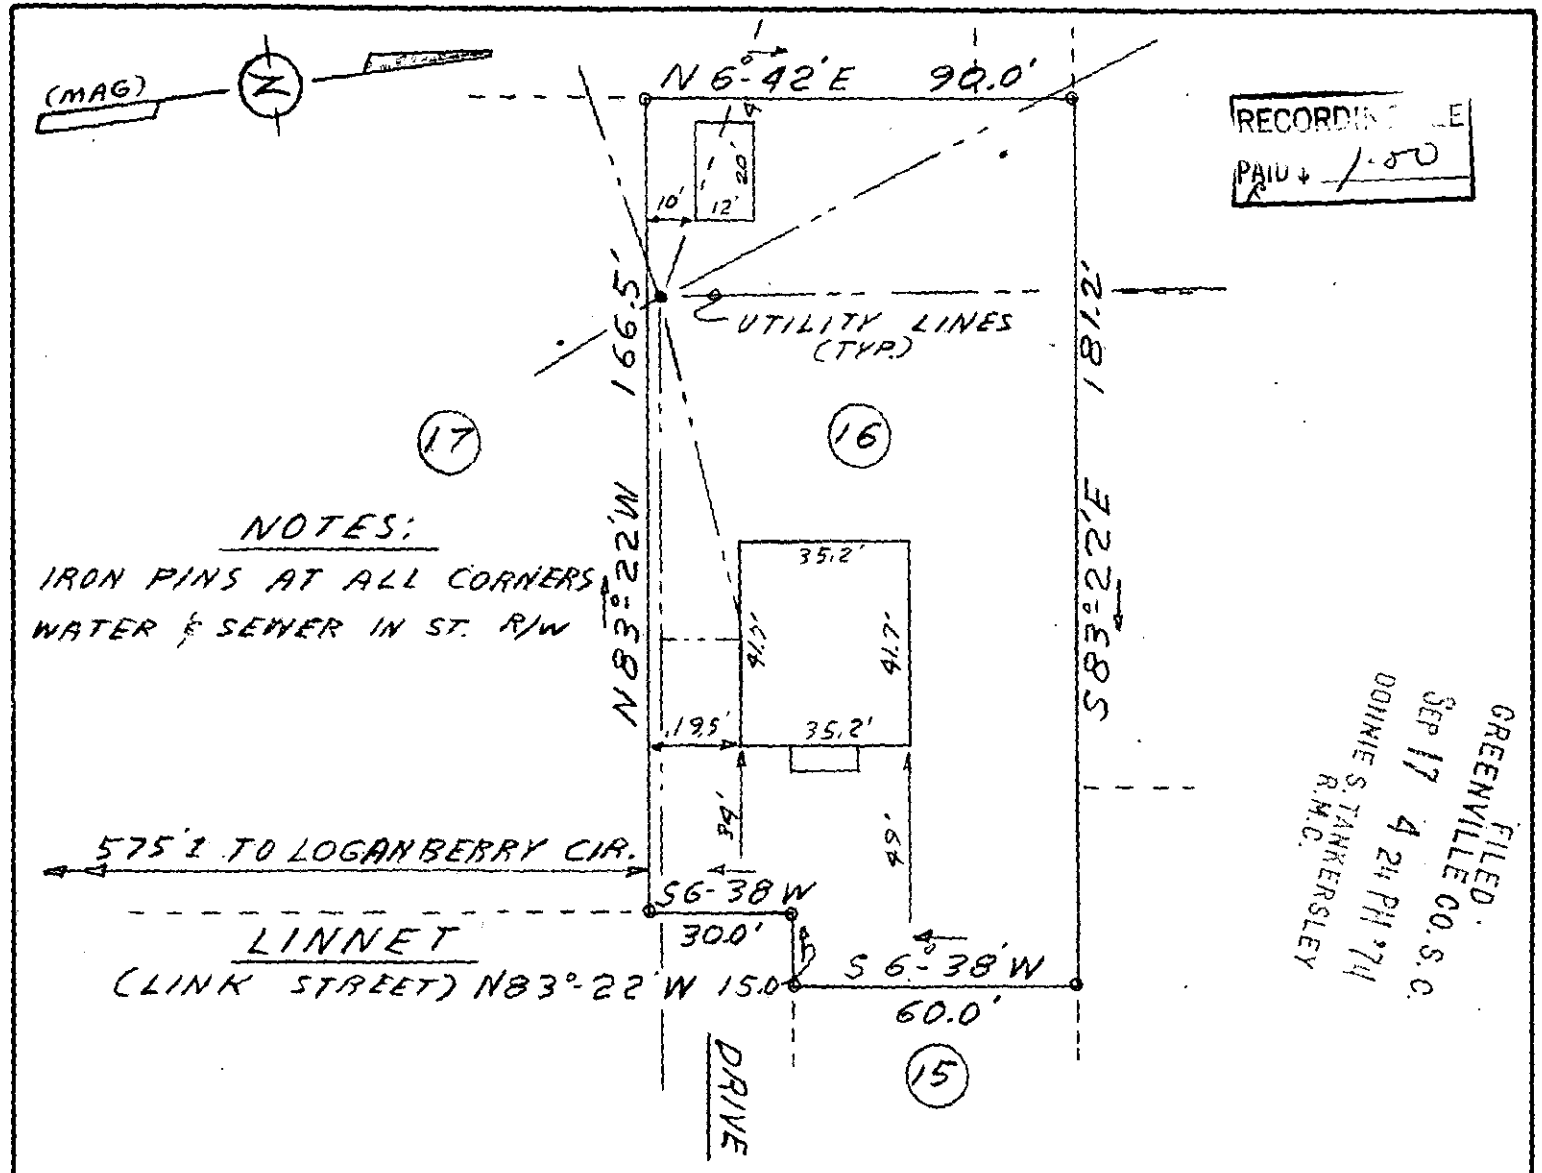 (MAG)
N
N 6°-42' E 90.0'
RECORDIN E
PAID 1.50
20'
10'
12'
166.5'
181.2'
UTILITY LINES
(TYP.)
17
16
NOTES:
IRON PINS AT ALL CORNERS
WATER & SEWER IN ST. R/W
N83°-22'W
S83°-22'E
35.2'
41.7'
41.7'
19.5'
35.2'
34'
49'
575'± TO LOGANBERRY CIR.
S6-38 W
30.0'
LINNET
(LINK STREET) N83°-22'W 15.0
S 6°-38' W
60.0'
DRIVE
15
FILED
GREENVILLE CO. S. C.
SEP 17 4 24 PM '74
DONNIE S. TANKERSLEY
R.M.C.